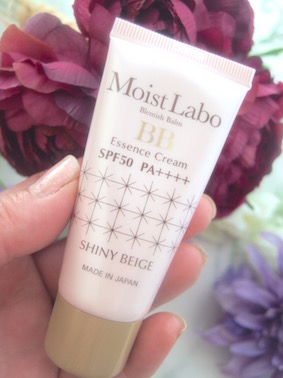 Moist Labo
Blemish Balm
BB
Essence Cream
SPF50 PA++++
SHINY BEIGE
MADE IN JAPAN